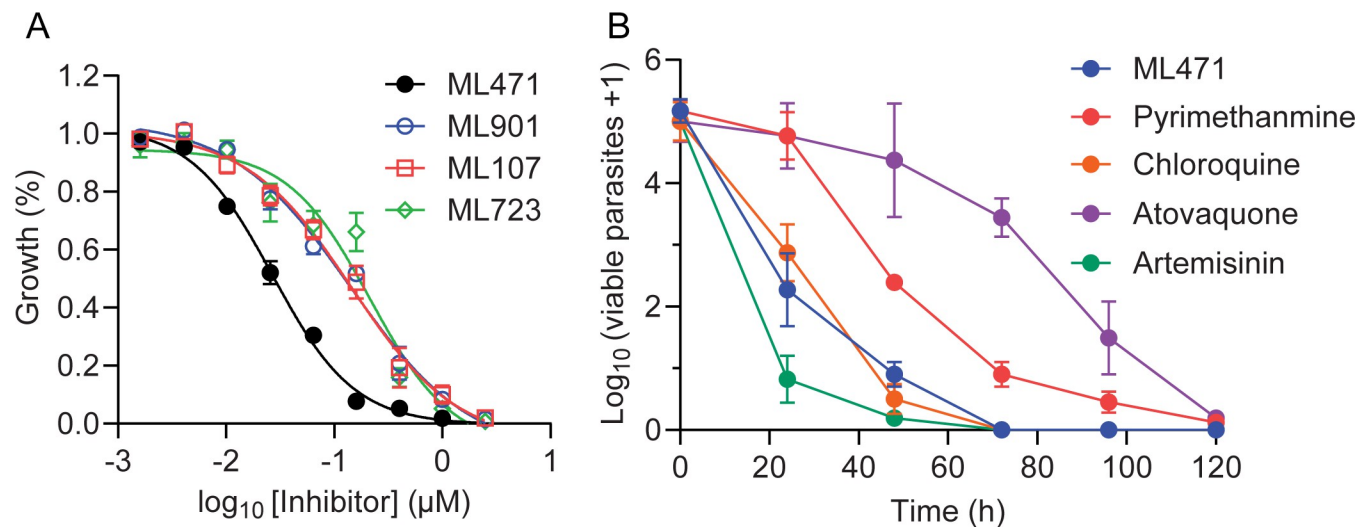 A
1.2
1.0
0.8
0.6
0.4
0.2
0.0
Growth (%)
-3
-2
-1
0
1
log10 [Inhibitor] (µM)
ML471
ML901
ML107
ML723
B
6
4
2
0
Log10 (viable parasites +1)
0
20
40
60
80
100
120
Time (h)
ML471
Pyrimethanmine
Chloroquine
Atovaquone
Artemisinin